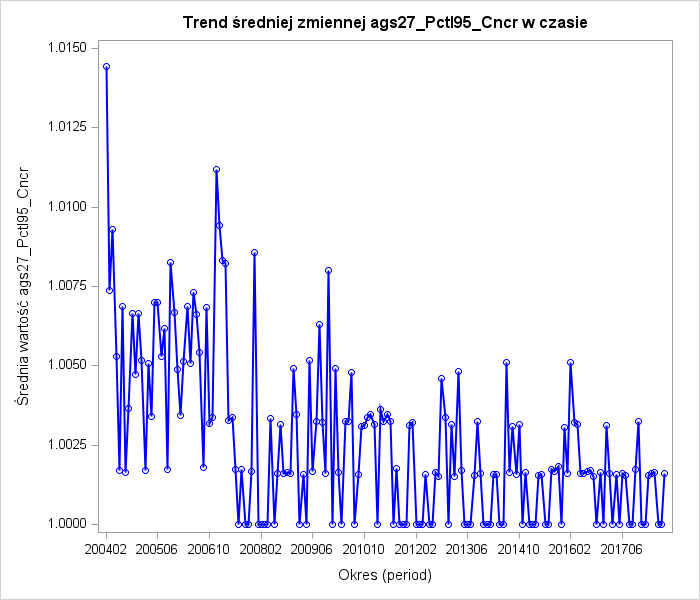 Trend średniej zmiennej ags27_Pctl95_Cncr w czasie
1.0150
1.0125
1.0100
1.0075
1.0050
1.0025
1.0000
Średnia wartość ags27_Pctl95_Cncr
200402 200506 200610 200802 200906 201010 201202 201306 201410 201602 201706
Okres (period)